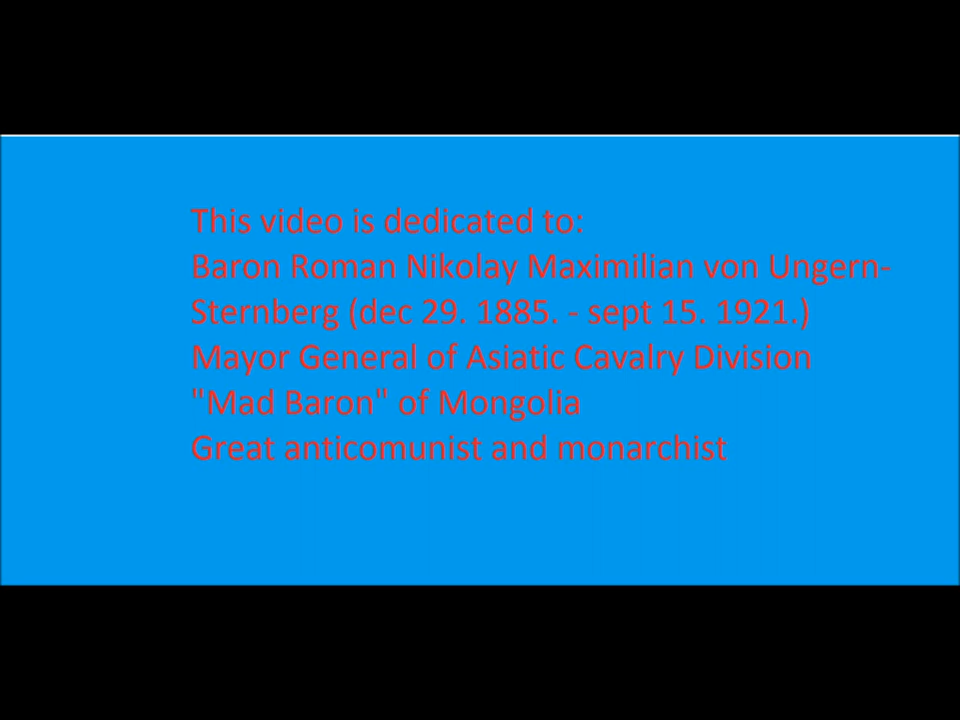 This video is dedicated to:
Baron Roman Nikolay Maximilian von Ungern-
Sternberg (dec 29. 1885. - sept 15. 1921.)
Mayor General of Asiatic Cavalry Division
"Mad Baron" of Mongolia
Great anticomunist and monarchist